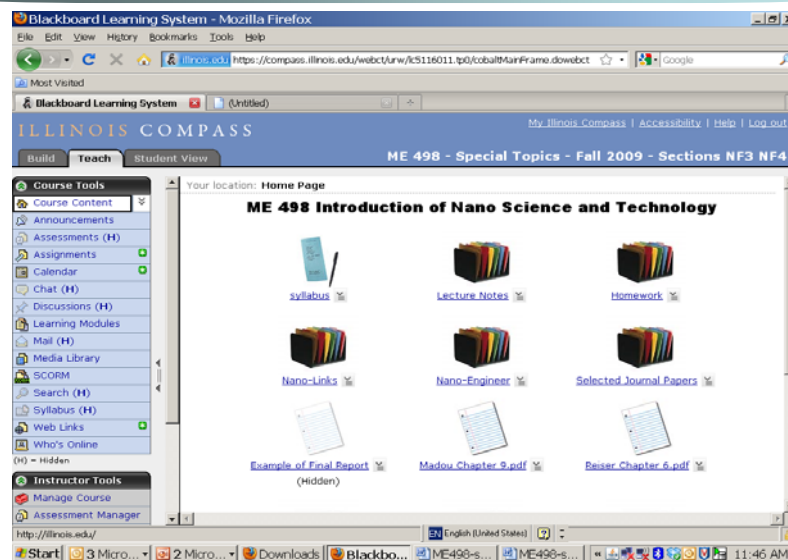 Blackboard Learning System - Mozilla Firefox
File Edit View History Bookmarks Tools Help
illinois.edu https://compass.illinois.edu/webct/urw/lc5116011.tp0/cobaltMainFrame.dowebct
Google
Most Visited
Blackboard Learning System (Untitled)
ILLINOIS COMPASS
My Illinois Compass | Accessibility | Help | Log out
Build Teach Student View
ME 498 - Special Topics - Fall 2009 - Sections NF3 NF4
Course Tools
Course Content
Announcements
Assessments (H)
Assignments
Calendar
Chat (H)
Discussions (H)
Learning Modules
Mail (H)
Media Library
SCORM
Search (H)
Syllabus (H)
Web Links
Who's Online
(H) = Hidden
Instructor Tools
Manage Course
Assessment Manager
Your location: Home Page
ME 498 Introduction of Nano Science and Technology
syllabus Lecture Notes Homework
Nano-Links Nano-Engineer Selected Journal Papers
Example of Final Report Madou Chapter 9.pdf Reiser Chapter 6.pdf
(Hidden)
http://illinois.edu/
EN English (United States)
Start 3 Micro... 2 Micro... Downloads Blackbo... ME498-s... ME498-s... 11:46 AM